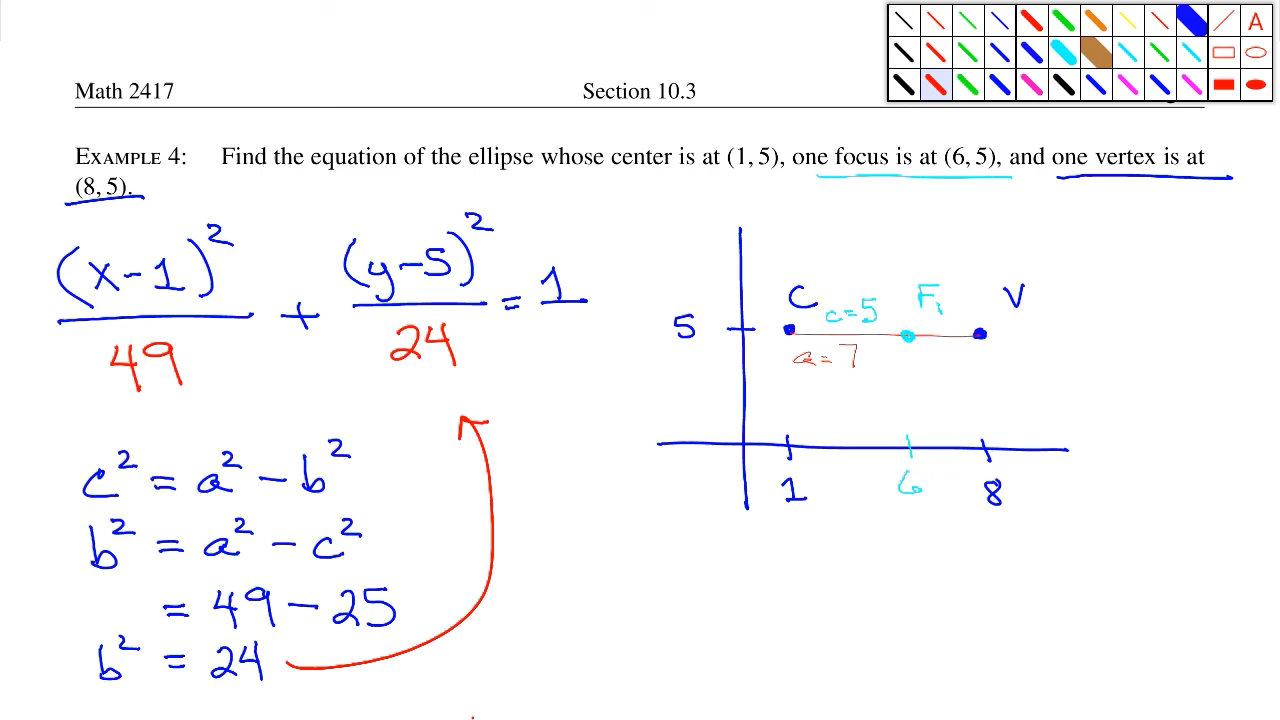 A
Math 2417 Section 10.3
EXAMPLE 4: Find the equation of the ellipse whose center is at (1, 5), one focus is at (6, 5), and one vertex is at
(8, 5).
(x-1)² / 49 + (y-5)² / 24 = 1
c² = a² - b²
b² = a² - c²
= 49 - 25
b² = 24
C c=5 F₁ V
5
a=7
1 6 8